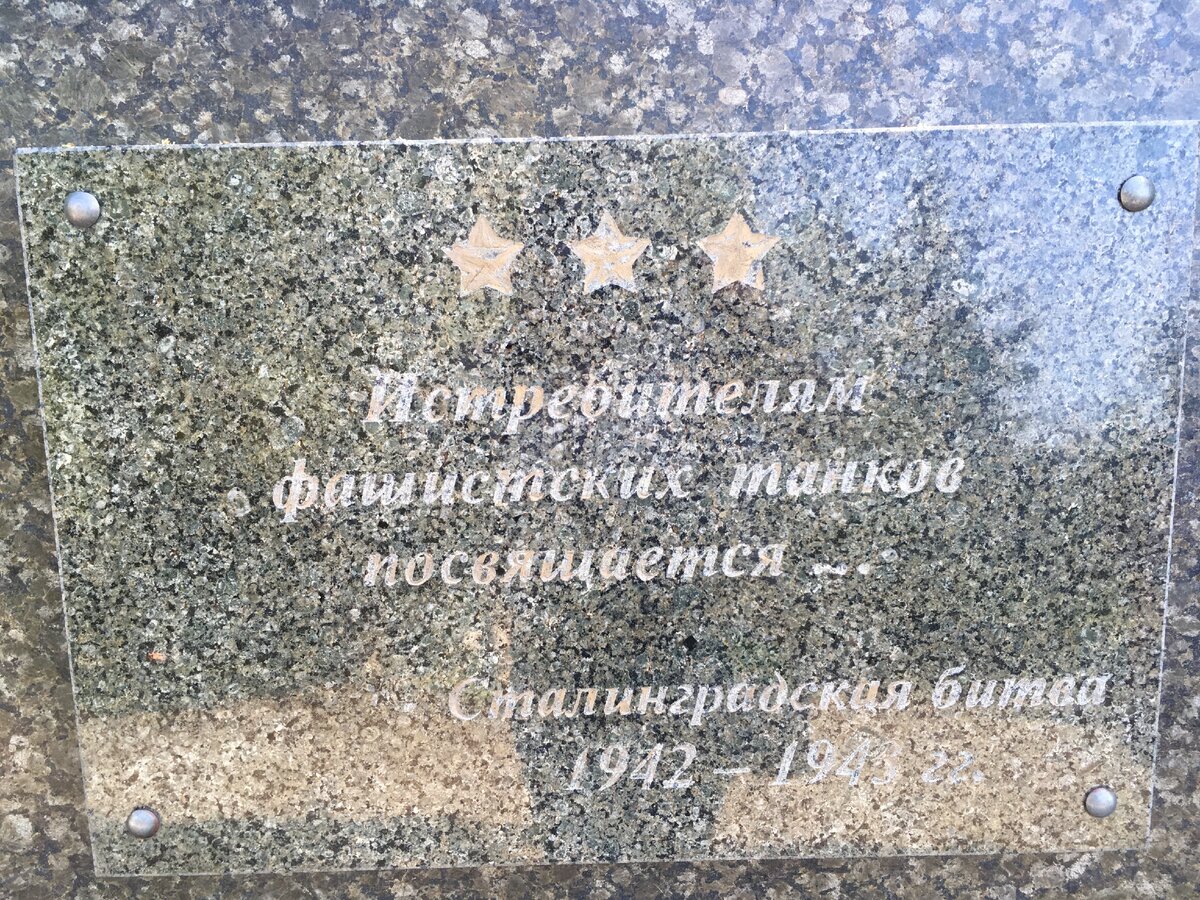 Истребителям
фашистских танков
посвящается ...
Сталинградская битва
1942 – 1943 гг.